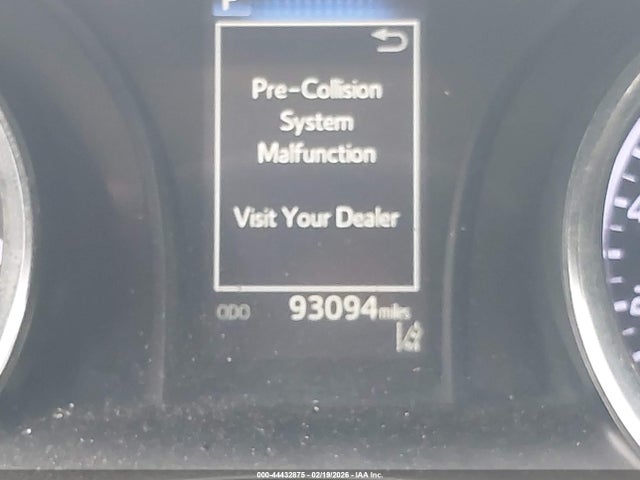 Pre-Collision
System
Malfunction
Visit Your Dealer
ODO 93094 miles
000-44432875 - 02/19/2026 - IAA Inc.